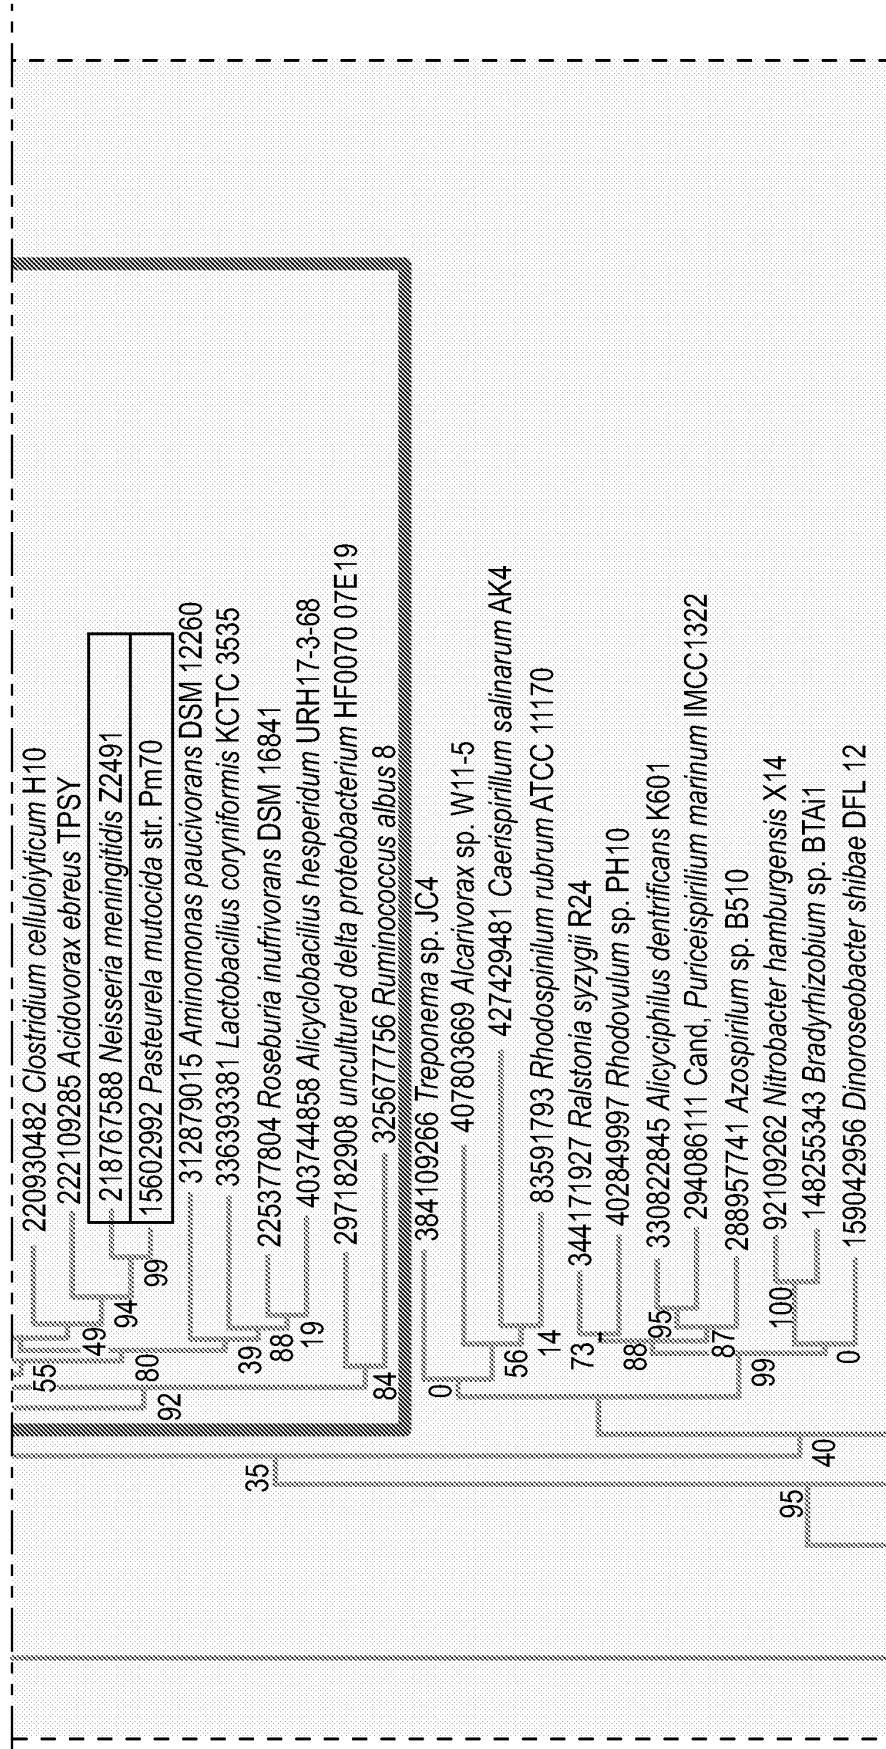 220930482 Clostridium celluloiyticum H10
222109285 Acidovorax ebreus TPSY
218767588 Neisseria meningitidis Z2491
15602992 Pasteurela mutocida str. Pm70
312879015 Aminomonas paucivorans DSM 12260
336393381 Lactobacilius coryniformis KCTC 3535
225377804 Roseburia inufrivorans DSM 16841
403744858 Alicyclobacilus hesperidum URH17-3-68
297182908 uncultured delta proteobacterium HF0070 07E19
325677756 Ruminococcus albus 8
384109266 Treponema sp. JC4
407803669 Alcarivorax sp. W11-5
427429481 Caerispirillum salinarum AK4
83591793 Rhodospinilum rubrum ATCC 11170
344171927 Ralstonia syzygii R24
402849997 Rhodovulum sp. PH10
330822845 Alicyciphilus dentrificans K601
294086111 Cand, Puriceispirilium marinum IMCC1322
288957741 Azospirilum sp. B510
92109262 Nitrobacter hamburgensis X14
148255343 Bradyrhizobium sp. BTAi1
159042956 Dinoroseobacter shibae DFL 12
49
94
99
55
80
39
88
19
92
84
0
56
14
73
88
95
87
100
99
0
35
40
95